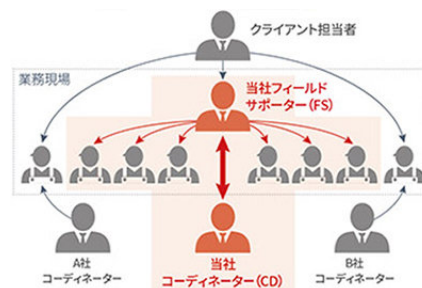 クライアント担当者
業務現場
当社フィールド
サポーター(FS)
A社
コーディネーター
当社
コーディネーター(CD)
B社
コーディネーター